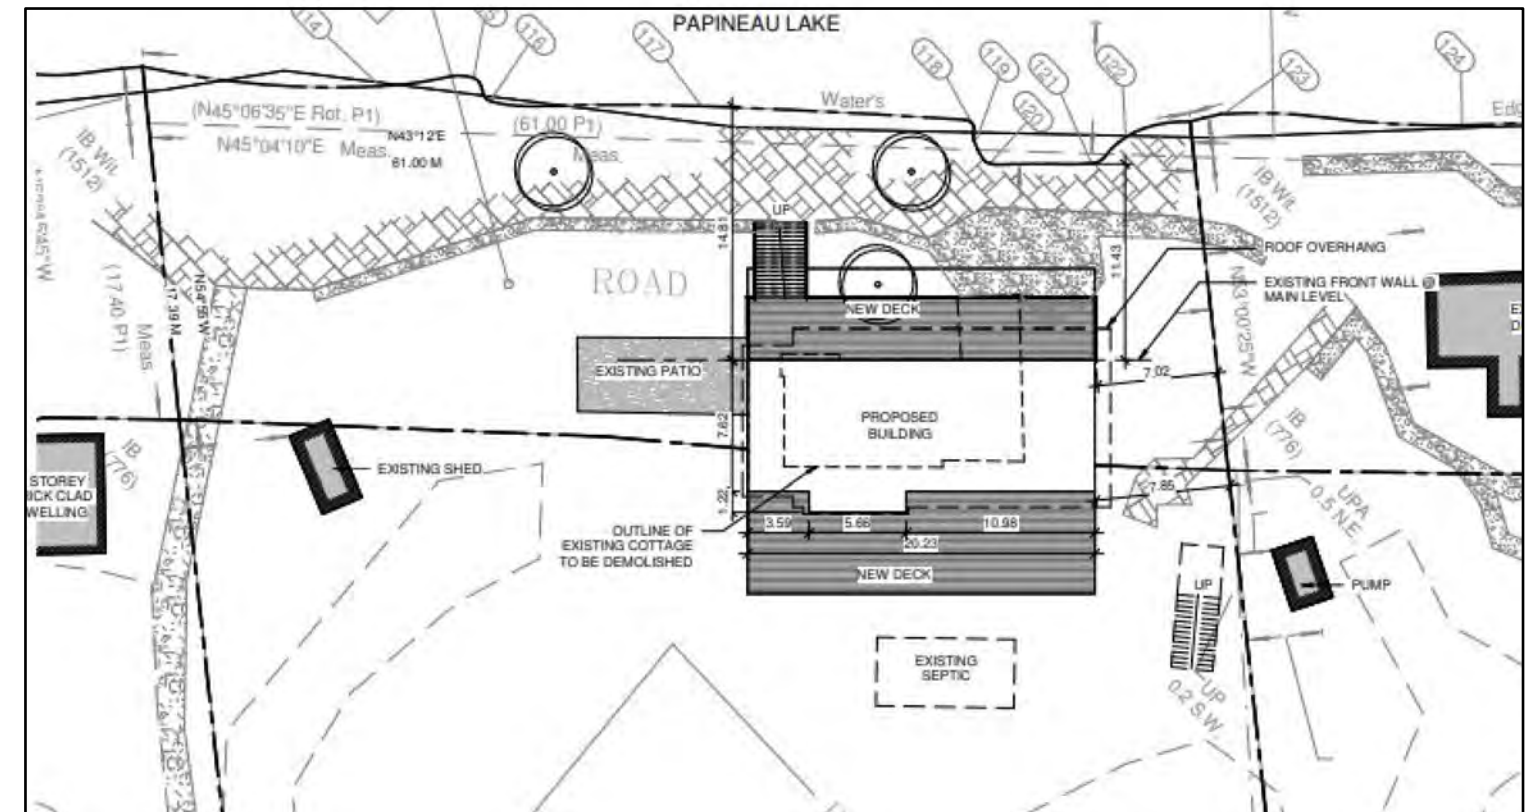 PAPINEAU LAKE
114
116
117
118
119
120
121
122
123
124
Water's
(N45°06'35"E Rot. P1)
N43°12'E
(61.00 P1)
N45°04'10"E Meas.
61.00 M
Meas.
IB Wit.
(1512)
IB Wit.
(1512)
UP
14.81
11.43
ROAD
ROOF OVERHANG
EXISTING FRONT WALL @
MAIN LEVEL
NEW DECK
N54°55'W
17.39 M
(17.40 P1)
Meas.
N53°00'25"W
EXISTING PATIO
7.02
7.62
PROPOSED
BUILDING
IB
(776)
IB
(776)
EXISTING SHED
STOREY
WELLING
1.22
7.85
3.59
5.66
10.98
20.23
OUTLINE OF
EXISTING COTTAGE
TO BE DEMOLISHED
NEW DECK
UPA
0.5 N.E.
UP
PUMP
EXISTING
SEPTIC
UP
0.2 S.W.